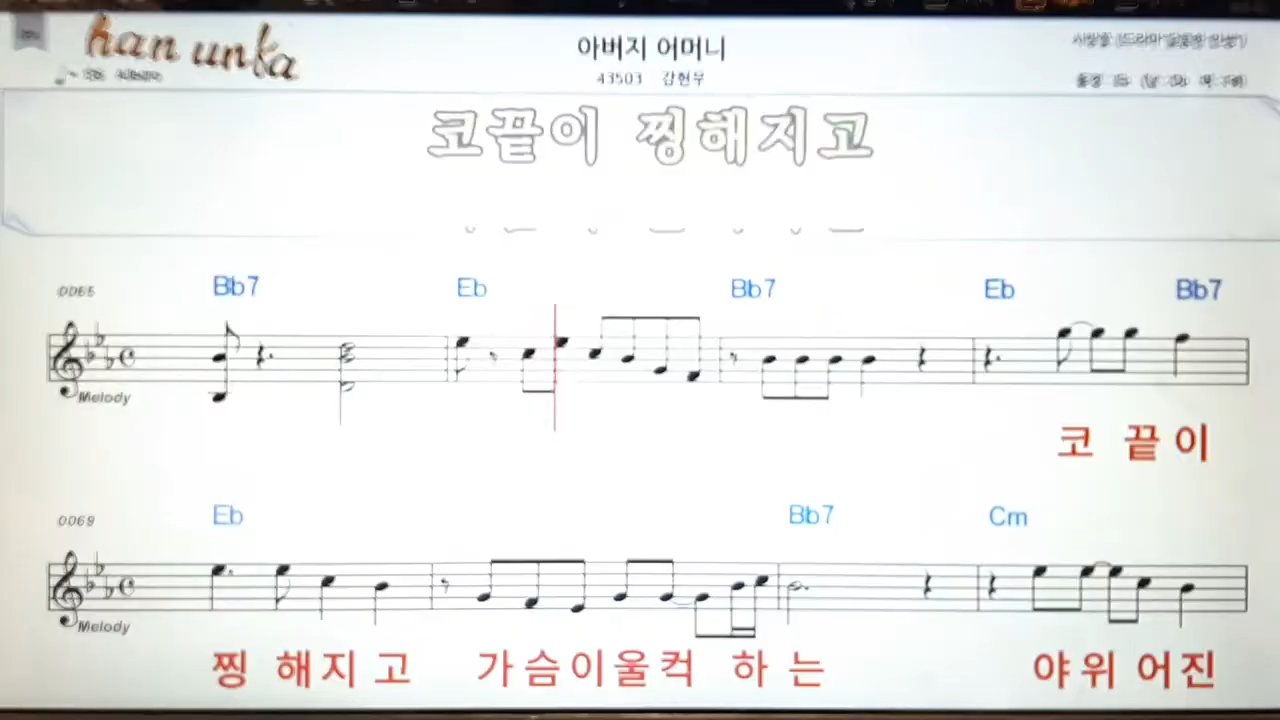 han unka
아버지 어머니
43503 강현우
코끝이 찡해지고
0065 Bb7 Eb Bb7 Eb Bb7
Melody
코 끝 이
0069 Eb Bb7 Cm
Melody
찡 해 지 고 가 슴 이 울 컥 하 는 야 위 어 진